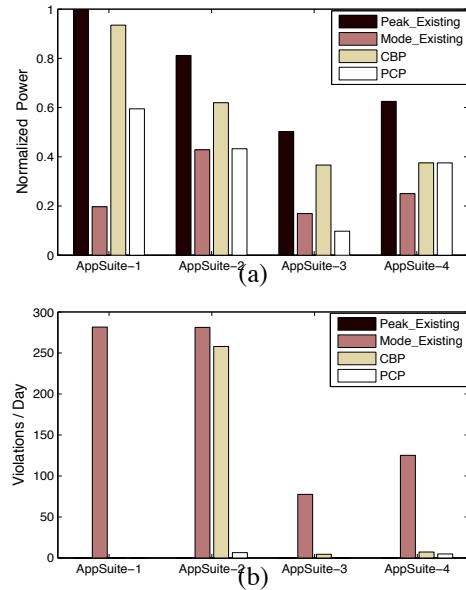 1
0.8
0.6
0.4
0.2
0
Normalized Power
Peak_Existing
Mode_Existing
CBP
PCP
AppSuite−1 AppSuite−2 AppSuite−3 AppSuite−4
(a)
300
250
200
150
100
50
0
Violations / Day
Peak_Existing
Mode_Existing
CBP
PCP
AppSuite−1 AppSuite−2 AppSuite−3 AppSuite−4
(b)